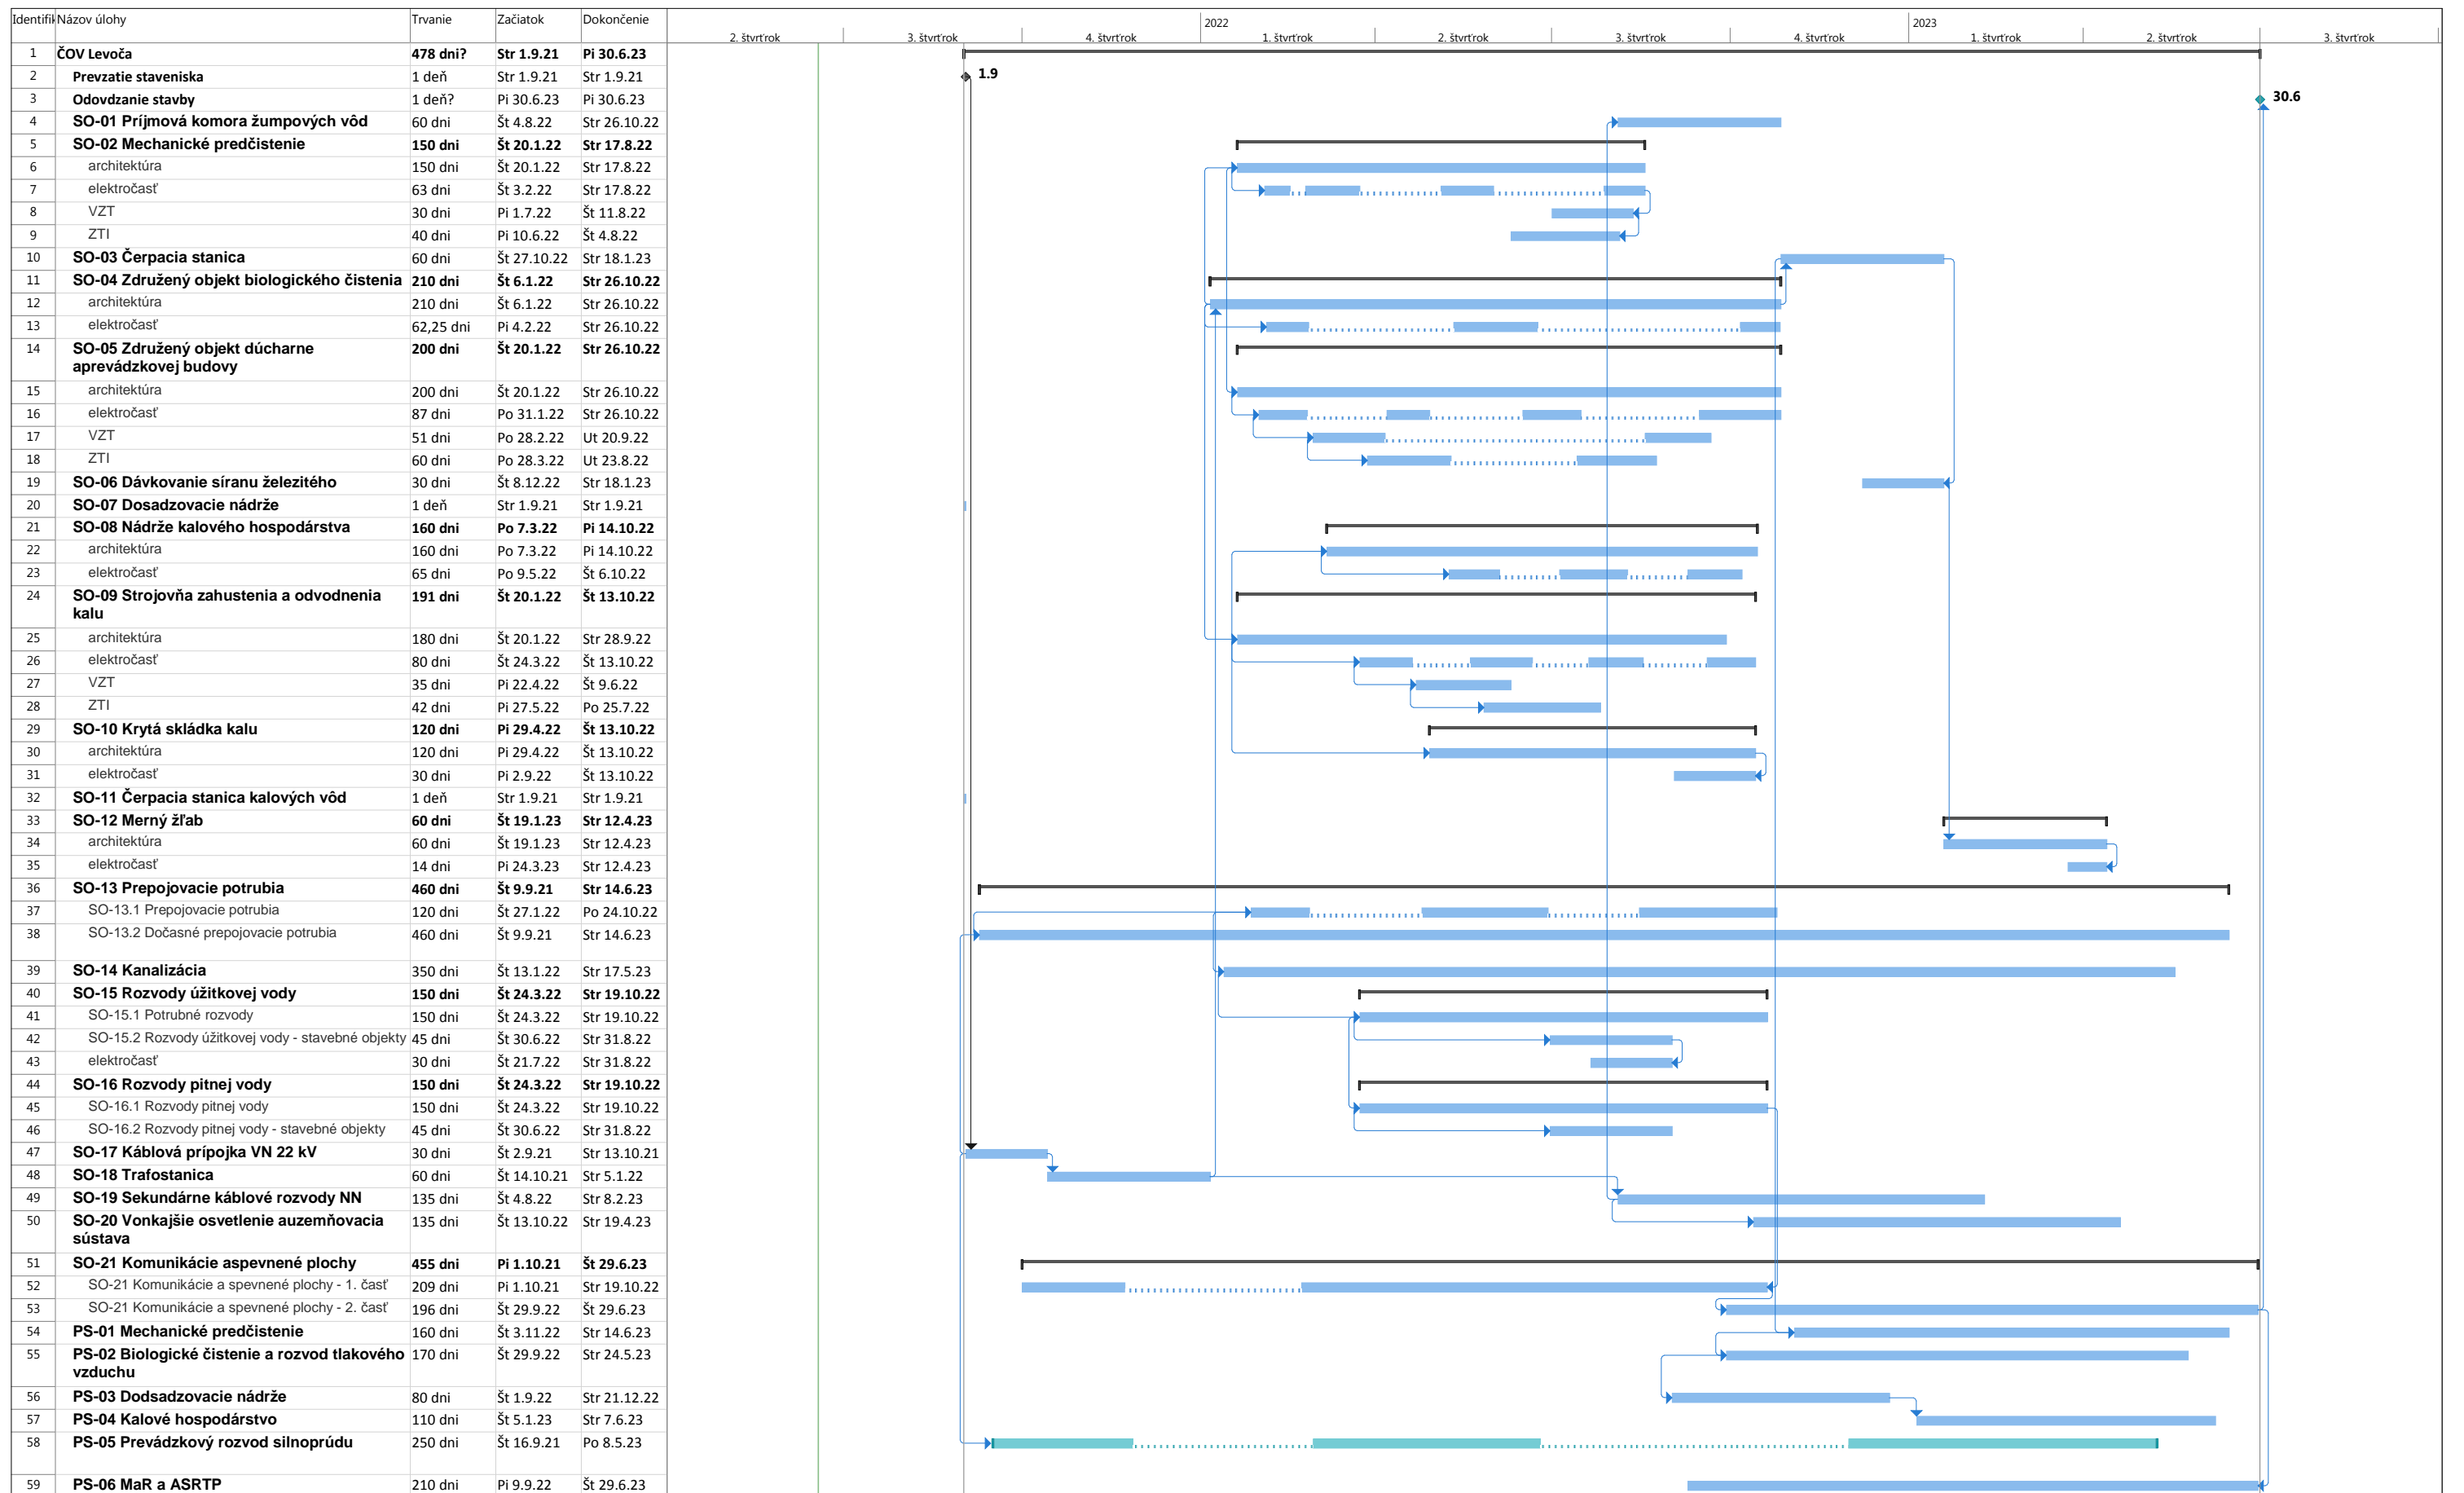 Identifik Názov úlohy Trvanie Začiatok Dokončenie
2022 2023
2. štvrťrok 3. štvrťrok 4. štvrťrok 1. štvrťrok 2. štvrťrok 3. štvrťrok 4. štvrťrok 1. štvrťrok 2. štvrťrok 3. štvrťrok
1 ČOV Levoča 478 dni? Str 1.9.21 Pi 30.6.23
2 Prevzatie staveniska 1 deň Str 1.9.21 Str 1.9.21 1.9
3 Odovdzanie stavby 1 deň? Pi 30.6.23 Pi 30.6.23 30.6
4 SO-01 Príjmová komora žumpových vôd 60 dni Št 4.8.22 Str 26.10.22
5 SO-02 Mechanické predčistenie 150 dni Št 20.1.22 Str 17.8.22
6 architektúra 150 dni Št 20.1.22 Str 17.8.22
7 elektročasť 63 dni Št 3.2.22 Str 17.8.22
8 VZT 30 dni Pi 1.7.22 Št 11.8.22
9 ZTI 40 dni Pi 10.6.22 Št 4.8.22
10 SO-03 Čerpacia stanica 60 dni Št 27.10.22 Str 18.1.23
11 SO-04 Združený objekt biologického čistenia 210 dni Št 6.1.22 Str 26.10.22
12 architektúra 210 dni Št 6.1.22 Str 26.10.22
13 elektročasť 62,25 dni Pi 4.2.22 Str 26.10.22
14 SO-05 Združený objekt dúcharne 200 dni Št 20.1.22 Str 26.10.22
aprevádzkovej budovy
15 architektúra 200 dni Št 20.1.22 Str 26.10.22
16 elektročasť 87 dni Po 31.1.22 Str 26.10.22
17 VZT 51 dni Po 28.2.22 Ut 20.9.22
18 ZTI 60 dni Po 28.3.22 Ut 23.8.22
19 SO-06 Dávkovanie síranu železitého 30 dni Št 8.12.22 Str 18.1.23
20 SO-07 Dosadzovacie nádrže 1 deň Str 1.9.21 Str 1.9.21
21 SO-08 Nádrže kalového hospodárstva 160 dni Po 7.3.22 Pi 14.10.22
22 architektúra 160 dni Po 7.3.22 Pi 14.10.22
23 elektročasť 65 dni Po 9.5.22 Št 6.10.22
24 SO-09 Strojovňa zahustenia a odvodnenia 191 dni Št 20.1.22 Št 13.10.22
kalu
25 architektúra 180 dni Št 20.1.22 Str 28.9.22
26 elektročasť 80 dni Št 24.3.22 Št 13.10.22
27 VZT 35 dni Pi 22.4.22 Št 9.6.22
28 ZTI 42 dni Pi 27.5.22 Po 25.7.22
29 SO-10 Krytá skládka kalu 120 dni Pi 29.4.22 Št 13.10.22
30 architektúra 120 dni Pi 29.4.22 Št 13.10.22
31 elektročasť 30 dni Pi 2.9.22 Št 13.10.22
32 SO-11 Čerpacia stanica kalových vôd 1 deň Str 1.9.21 Str 1.9.21
33 SO-12 Merný žľab 60 dni Št 19.1.23 Str 12.4.23
34 architektúra 60 dni Št 19.1.23 Str 12.4.23
35 elektročasť 14 dni Pi 24.3.23 Str 12.4.23
36 SO-13 Prepojovacie potrubia 460 dni Št 9.9.21 Str 14.6.23
37 SO-13.1 Prepojovacie potrubia 120 dni Št 27.1.22 Po 24.10.22
38 SO-13.2 Dočasné prepojovacie potrubia 460 dni Št 9.9.21 Str 14.6.23
39 SO-14 Kanalizácia 350 dni Št 13.1.22 Str 17.5.23
40 SO-15 Rozvody úžitkovej vody 150 dni Št 24.3.22 Str 19.10.22
41 SO-15.1 Potrubné rozvody 150 dni Št 24.3.22 Str 19.10.22
42 SO-15.2 Rozvody úžitkovej vody - stavebné objekty 45 dni Št 30.6.22 Str 31.8.22
43 elektročasť 30 dni Št 21.7.22 Str 31.8.22
44 SO-16 Rozvody pitnej vody 150 dni Št 24.3.22 Str 19.10.22
45 SO-16.1 Rozvody pitnej vody 150 dni Št 24.3.22 Str 19.10.22
46 SO-16.2 Rozvody pitnej vody - stavebné objekty 45 dni Št 30.6.22 Str 31.8.22
47 SO-17 Káblová prípojka VN 22 kV 30 dni Št 2.9.21 Str 13.10.21
48 SO-18 Trafostanica 60 dni Št 14.10.21 Str 5.1.22
49 SO-19 Sekundárne káblové rozvody NN 135 dni Št 4.8.22 Str 8.2.23
50 SO-20 Vonkajšie osvetlenie auzemňovacia 135 dni Št 13.10.22 Str 19.4.23
sústava
51 SO-21 Komunikácie aspevnené plochy 455 dni Pi 1.10.21 Št 29.6.23
52 SO-21 Komunikácie a spevnené plochy - 1. časť 209 dni Pi 1.10.21 Str 19.10.22
53 SO-21 Komunikácie a spevnené plochy - 2. časť 196 dni Št 29.9.22 Št 29.6.23
54 PS-01 Mechanické predčistenie 160 dni Št 3.11.22 Str 14.6.23
55 PS-02 Biologické čistenie a rozvod tlakového 170 dni Št 29.9.22 Str 24.5.23
vzduchu
56 PS-03 Dodsadzovacie nádrže 80 dni Št 1.9.22 Str 21.12.22
57 PS-04 Kalové hospodárstvo 110 dni Št 5.1.23 Str 7.6.23
58 PS-05 Prevádzkový rozvod silnoprúdu 250 dni Št 16.9.21 Po 8.5.23
59 PS-06 MaR a ASRTP 210 dni Pi 9.9.22 Št 29.6.23